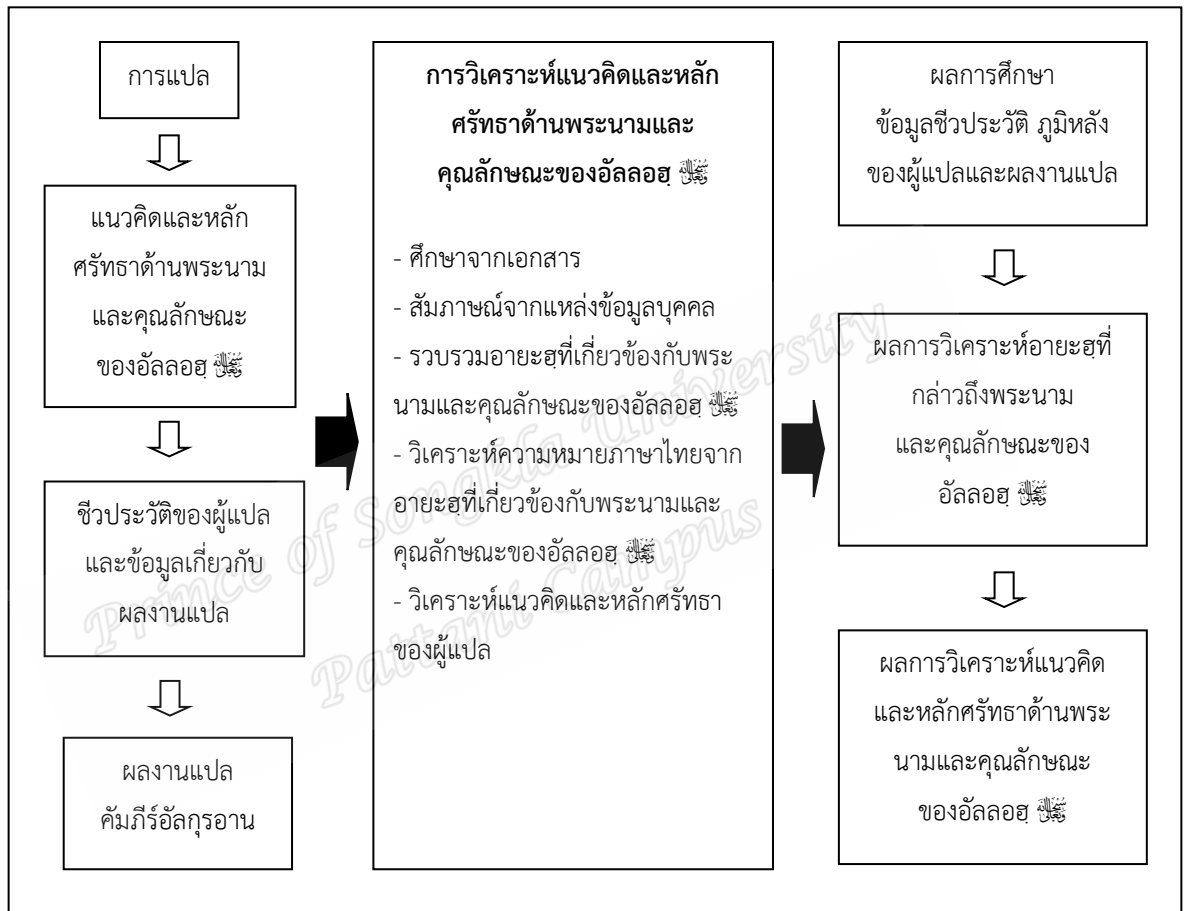 การแปล
แนวคิดและหลัก
ศรัทธาด้านพระนาม
และคุณลักษณะ
ของอัลลอฮฺ ﷾
ชีวประวัติของผู้แปล
และข้อมูลเกี่ยวกับ
ผลงานแปล
ผลงานแปล
คัมภีร์อัลกุรอาน
การวิเคราะห์แนวคิดและหลัก
ศรัทธาด้านพระนามและ
คุณลักษณะของอัลลอฮฺ ﷾
- ศึกษาจากเอกสาร
- สัมภาษณ์จากแหล่งข้อมูลบุคคล
- รวบรวมอายะฮฺที่เกี่ยวข้องกับพระ
นามและคุณลักษณะของอัลลอฮฺ ﷾
- วิเคราะห์ความหมายภาษาไทยจาก
อายะฮฺที่เกี่ยวข้องกับพระนามและ
คุณลักษณะของอัลลอฮฺ ﷾
- วิเคราะห์แนวคิดและหลักศรัทธา
ของผู้แปล
ผลการศึกษา
ข้อมูลชีวประวัติ ภูมิหลัง
ของผู้แปลและผลงานแปล
ผลการวิเคราะห์อายะฮฺที่
กล่าวถึงพระนาม
และคุณลักษณะของ
อัลลอฮฺ ﷾
ผลการวิเคราะห์แนวคิด
และหลักศรัทธาด้านพระ
นามและคุณลักษณะ
ของอัลลอฮฺ ﷾
Prince of Songkla University
Pattani Campus